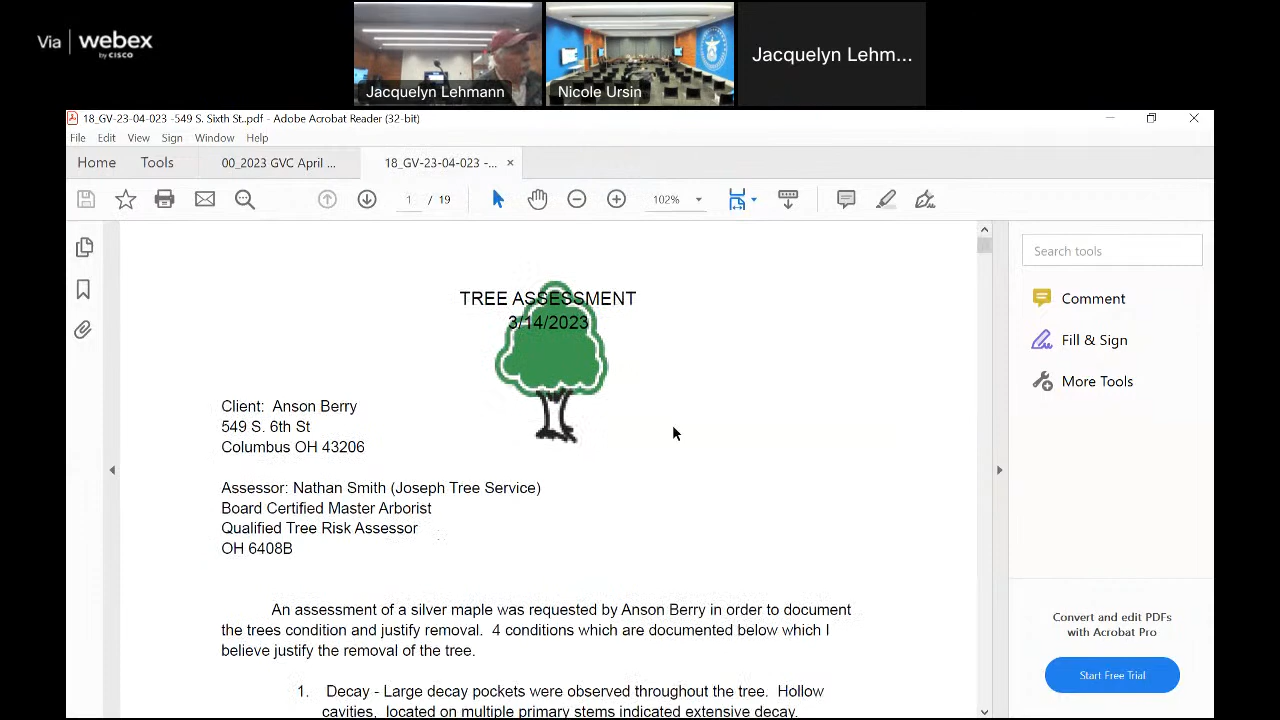 Via webex
by CISCO
Jacquelyn Lehmann
Nicole Ursin
Jacquelyn Lehm...
18_GV-23-04-023 -549 S. Sixth St..pdf - Adobe Acrobat Reader (32-bit)
File Edit View Sign Window Help
Home Tools 00_2023 GVC April ... 18_GV-23-04-023 -... ×
1 / 19 102%
Search tools
Comment
Fill & Sign
More Tools
TREE ASSESSMENT
3/14/2023
Client: Anson Berry
549 S. 6th St
Columbus OH 43206
Assessor: Nathan Smith (Joseph Tree Service)
Board Certified Master Arborist
Qualified Tree Risk Assessor
OH 6408B
An assessment of a silver maple was requested by Anson Berry in order to document
the trees condition and justify removal. 4 conditions which are documented below which I
believe justify the removal of the tree.
1. Decay - Large decay pockets were observed throughout the tree. Hollow
cavities, located on multiple primary stems indicated extensive decay.
Convert and edit PDFs
with Acrobat Pro
Start Free Trial